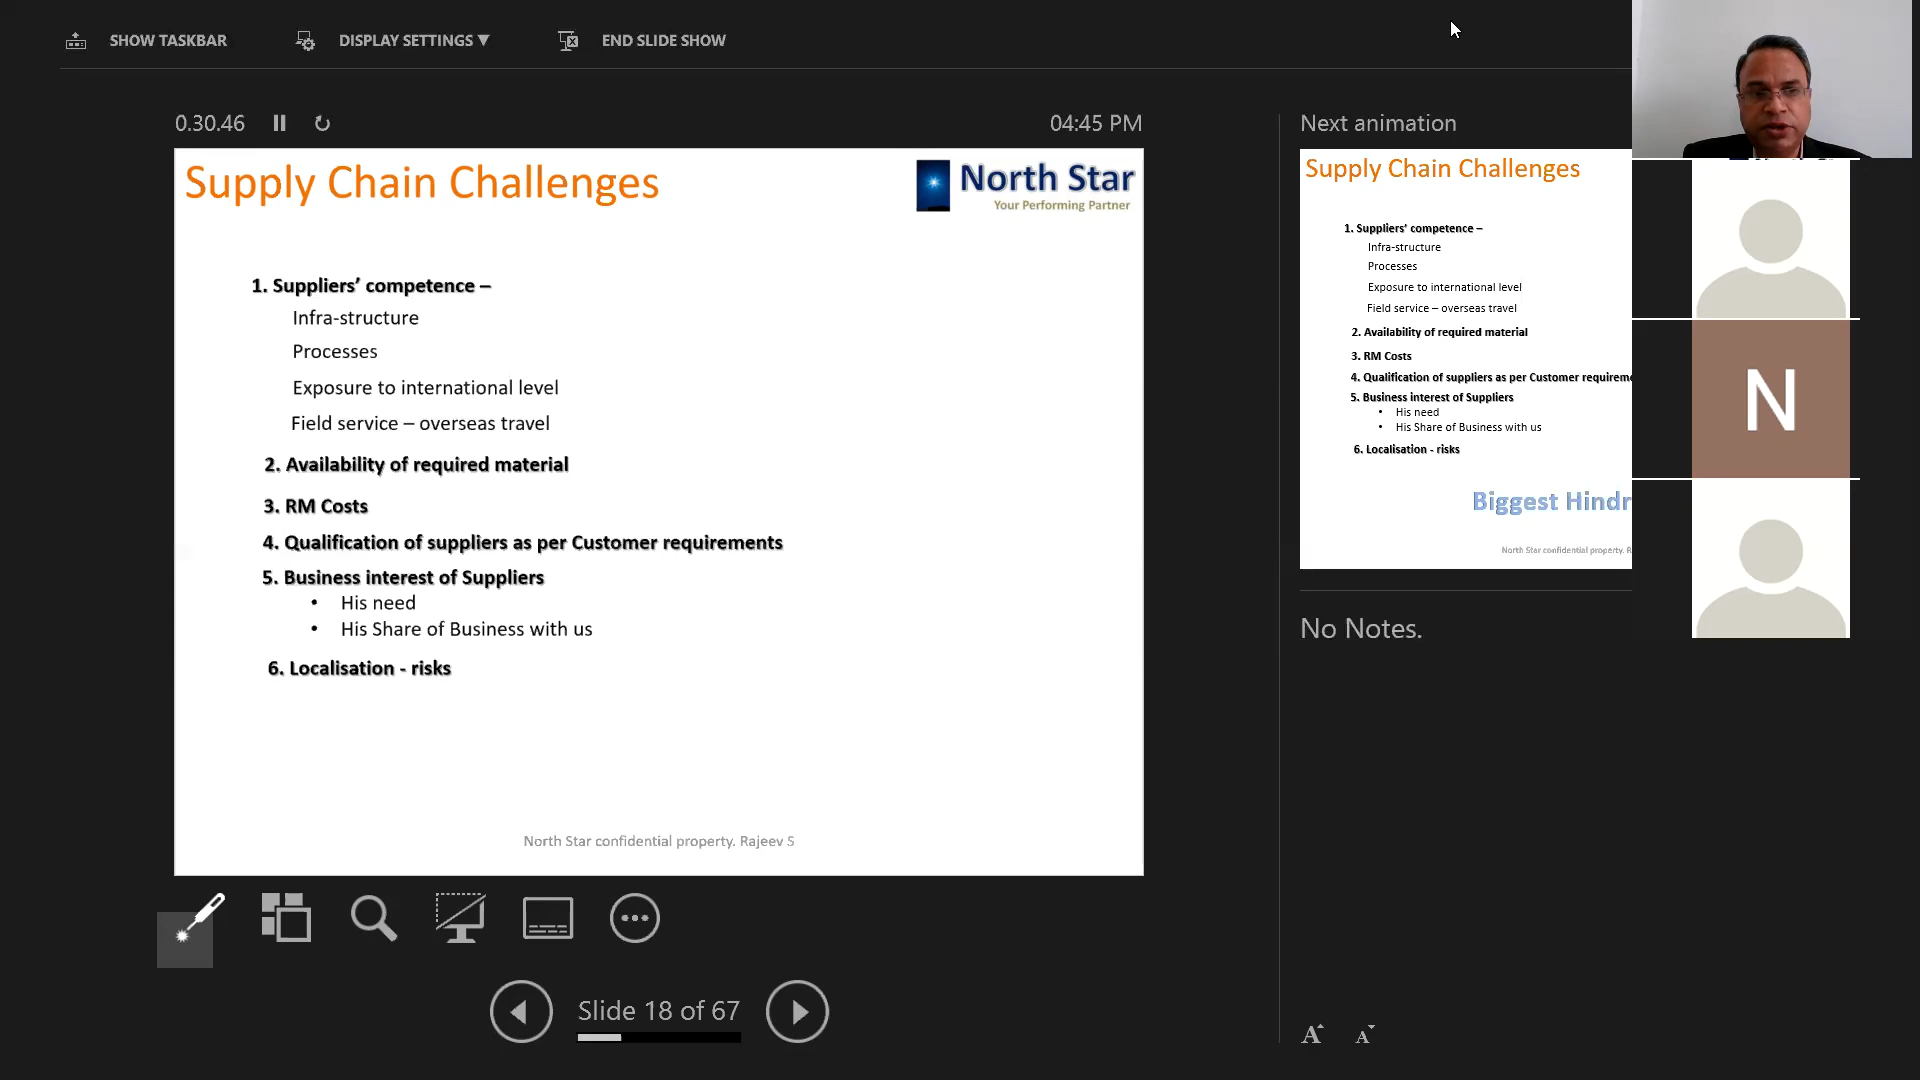 SHOW TASKBAR
DISPLAY SETTINGS ▼
END SLIDE SHOW
0.30.46
04:45 PM
Supply Chain Challenges
North Star
Your Performing Partner
1. Suppliers’ competence –
Infra-structure
Processes
Exposure to international level
Field service – overseas travel
2. Availability of required material
3. RM Costs
4. Qualification of suppliers as per Customer requirements
5. Business interest of Suppliers
• His need
• His Share of Business with us
6. Localisation - risks
North Star confidential property. Rajeev S
Slide 18 of 67
Next animation
Supply Chain Challenges
1. Suppliers’ competence –
Infra-structure
Processes
Exposure to international level
Field service – overseas travel
2. Availability of required material
3. RM Costs
4. Qualification of suppliers as per Customer requireme
5. Business interest of Suppliers
• His need
• His Share of Business with us
6. Localisation - risks
Biggest Hindr
North Star confidential property. R
No Notes.
A A
N